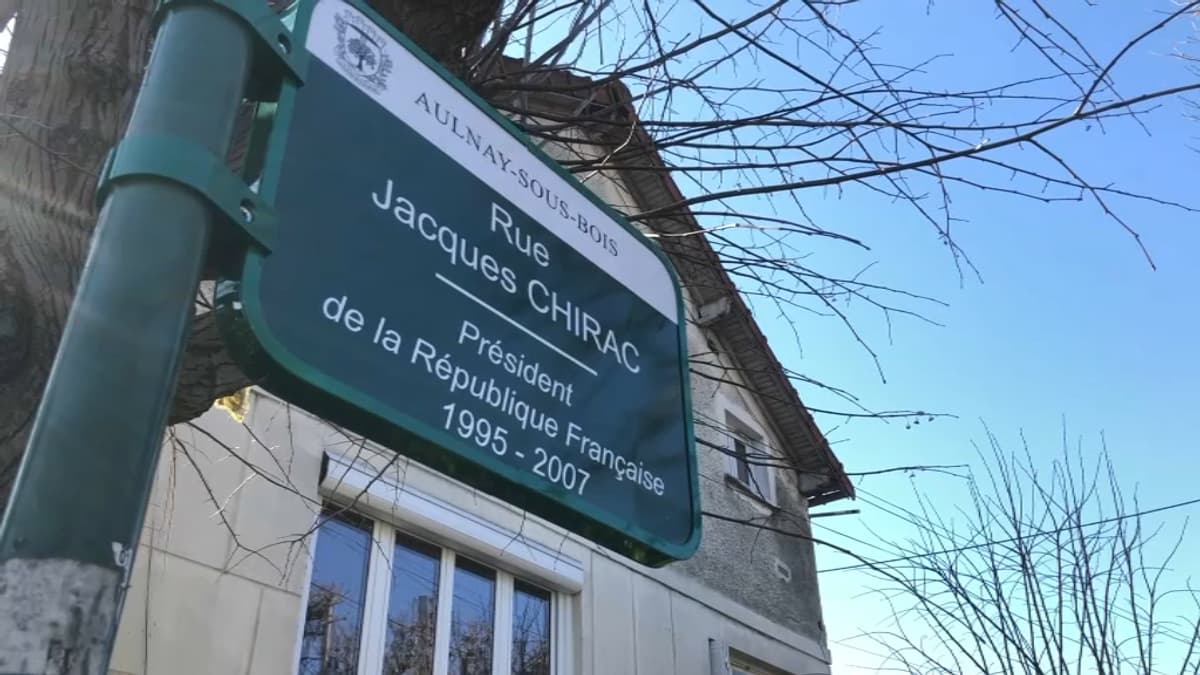 AULNAY-SOUS-BOIS
Rue
Jacques CHIRAC
Président
de la République Française
1995 - 2007